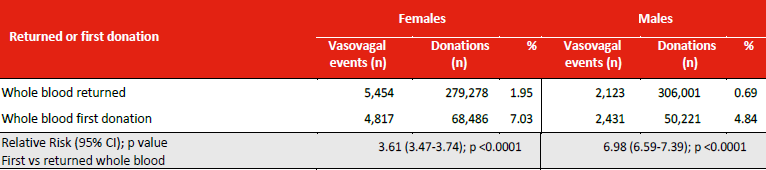 Returned or first donation Females Males
Vasovagal events (n) Donations (n) % Vasovagal events (n) Donations (n) %
Whole blood returned 5,454 279,278 1.95 2,123 306,001 0.69
Whole blood first donation 4,817 68,486 7.03 2,431 50,221 4.84
Relative Risk (95% CI); p value
First vs returned whole blood 3.61 (3.47-3.74); p <0.0001 6.98 (6.59-7.39); p <0.0001